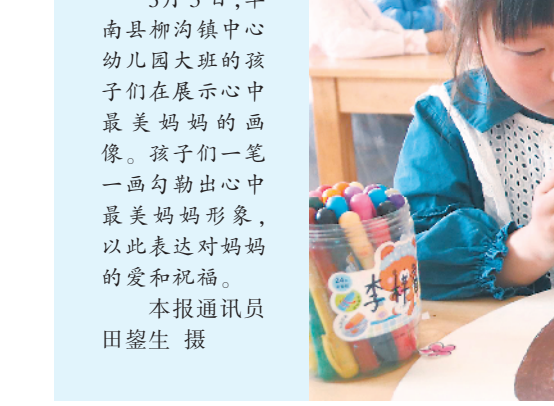 南县柳沟镇中心
幼儿园大班的孩
子们在展示心中
最美妈妈的画
像。孩子们一笔
一画勾勒出心中
最美妈妈形象，
以此表达对妈妈
的爱和祝福。
本报通讯员
田鋆生 摄
李梓